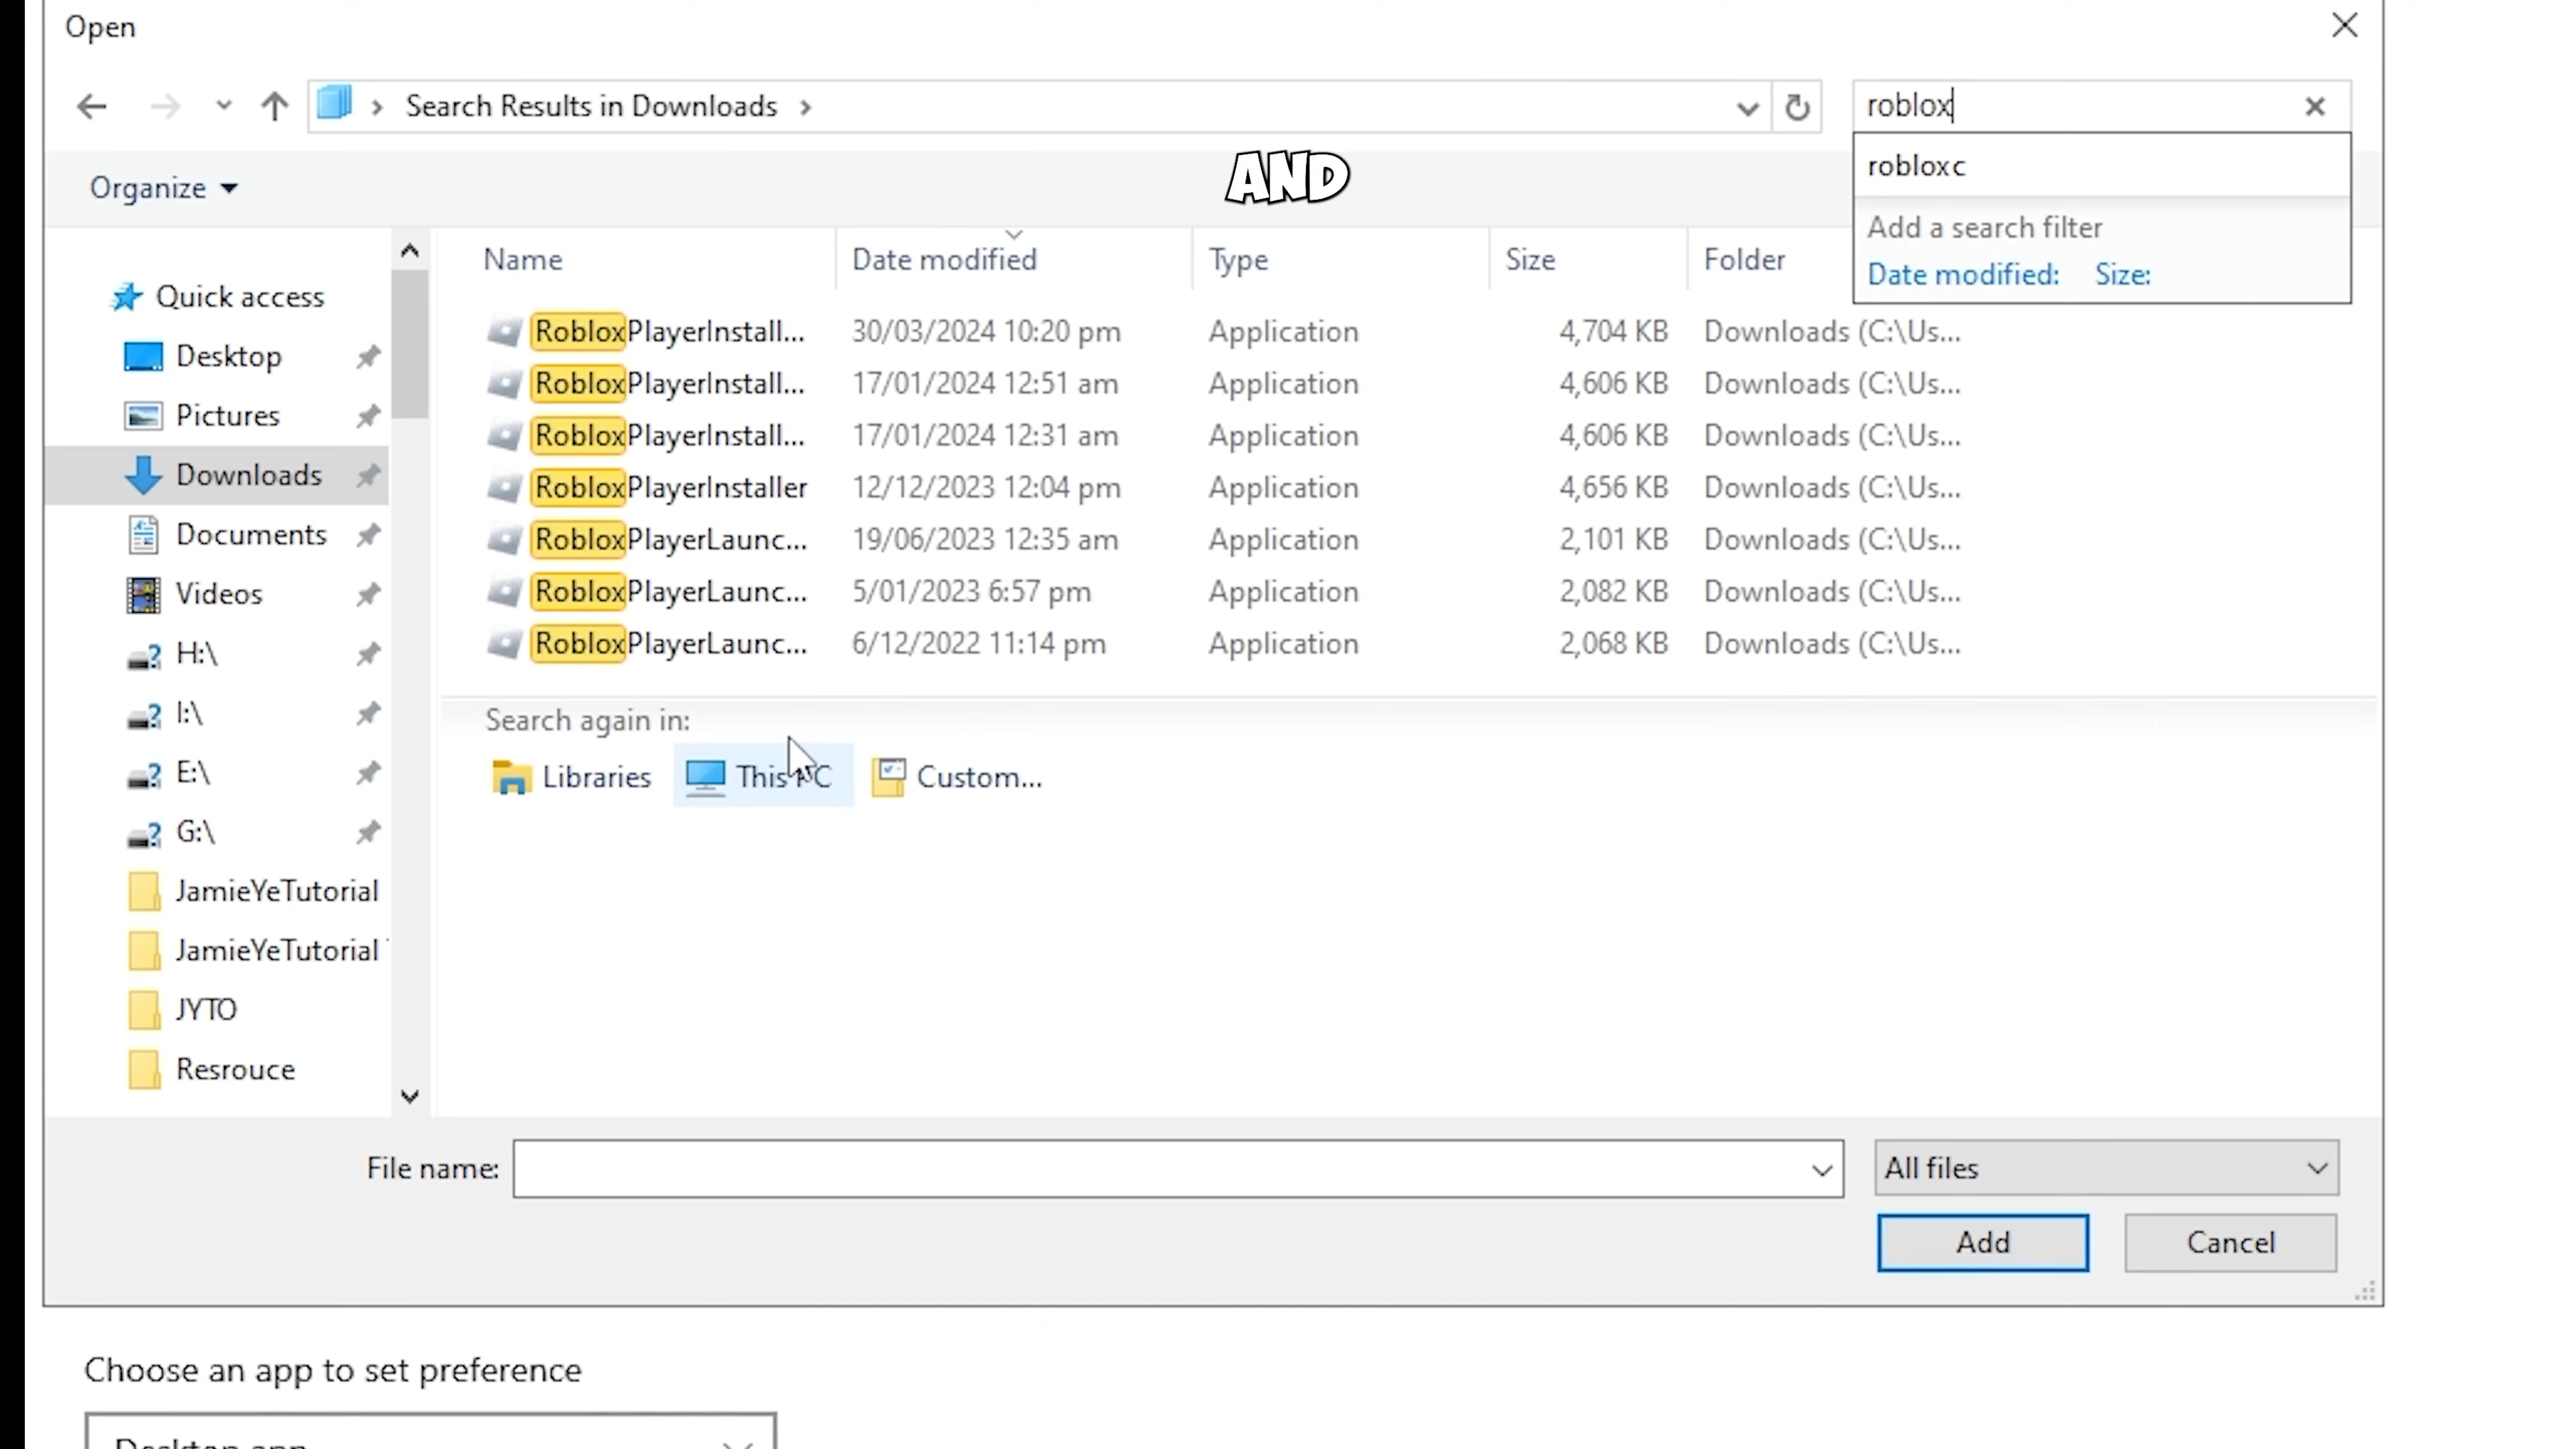 Open
Search Results in Downloads
roblox
AND
roblox c
Organize
Add a search filter
Date modified: Size:
Name Date modified Type Size Folder
RobloxPlayerInstall... 30/03/2024 10:20 pm Application 4,704 KB Downloads (C:\Us...
RobloxPlayerInstall... 17/01/2024 12:51 am Application 4,606 KB Downloads (C:\Us...
RobloxPlayerInstall... 17/01/2024 12:31 am Application 4,606 KB Downloads (C:\Us...
RobloxPlayerInstaller 12/12/2023 12:04 pm Application 4,656 KB Downloads (C:\Us...
RobloxPlayerLaunc... 19/06/2023 12:35 am Application 2,101 KB Downloads (C:\Us...
RobloxPlayerLaunc... 5/01/2023 6:57 pm Application 2,082 KB Downloads (C:\Us...
RobloxPlayerLaunc... 6/12/2022 11:14 pm Application 2,068 KB Downloads (C:\Us...
Search again in:
Libraries This PC Custom...
Quick access
Desktop
Pictures
Downloads
Documents
Videos
H:\
I:\
E:\
G:\
JamieYeTutorial
JamieYeTutorial
JYTO
Resrouce
File name:
All files
Add Cancel
Choose an app to set preference
Desktop app